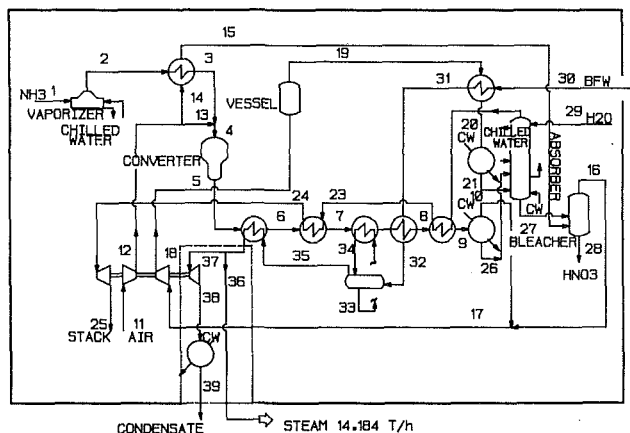 15
2
3
19
31
30 BFW
NH3 1
VAPORIZER
CHILLED
WATER
14
13
VESSEL
29
H2O
20
CW
CHILLED
WATER
ABSORBER
16
4
CONVERTER
5
24
23
21
10
CW
CW
6
7
8
9
27
BLEACHER
28
HNO3
12
18
37
36
35
34
32
26
33
38
17
25
STACK
11
AIR
CW
39
CONDENSATE
STEAM 14.184 T/h